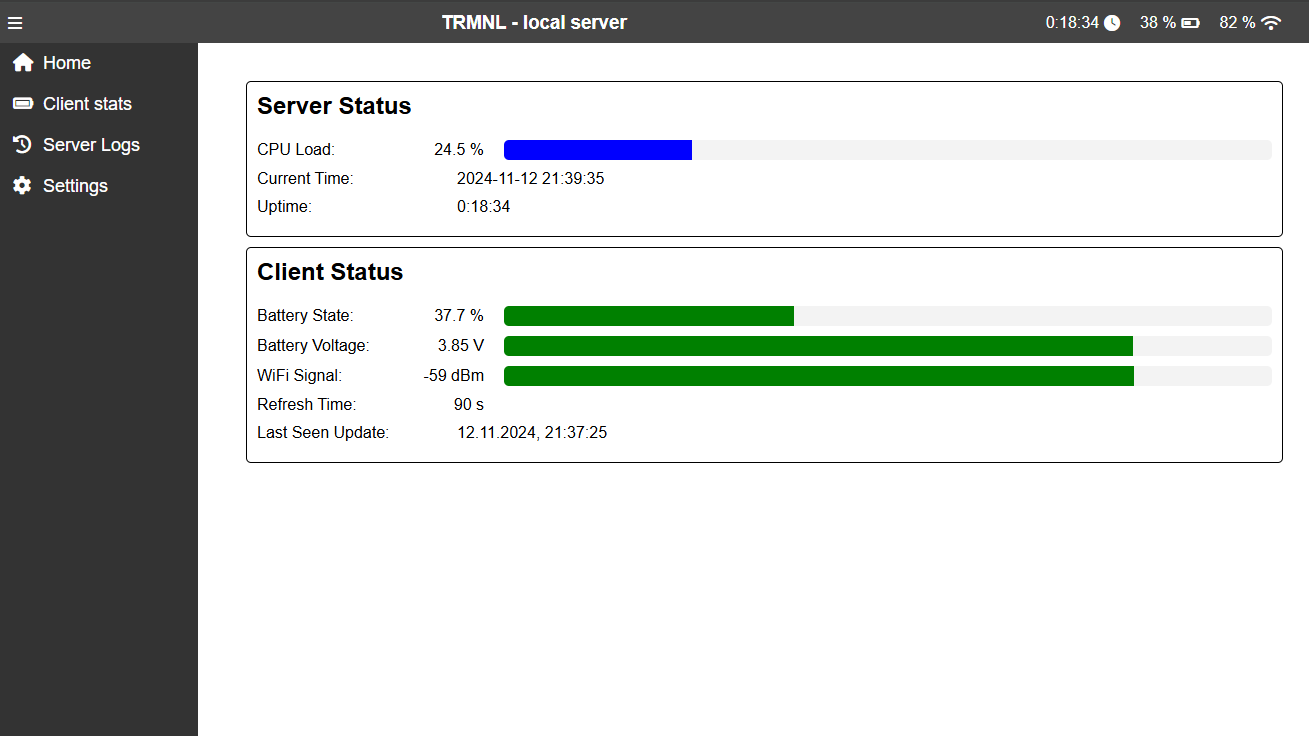 TRMNL - local server
0:18:34 38 % 82 %
Home
Client stats
Server Logs
Settings
Server Status
CPU Load: 24.5 %
Current Time: 2024-11-12 21:39:35
Uptime: 0:18:34
Client Status
Battery State: 37.7 %
Battery Voltage: 3.85 V
WiFi Signal: -59 dBm
Refresh Time: 90 s
Last Seen Update: 12.11.2024, 21:37:25